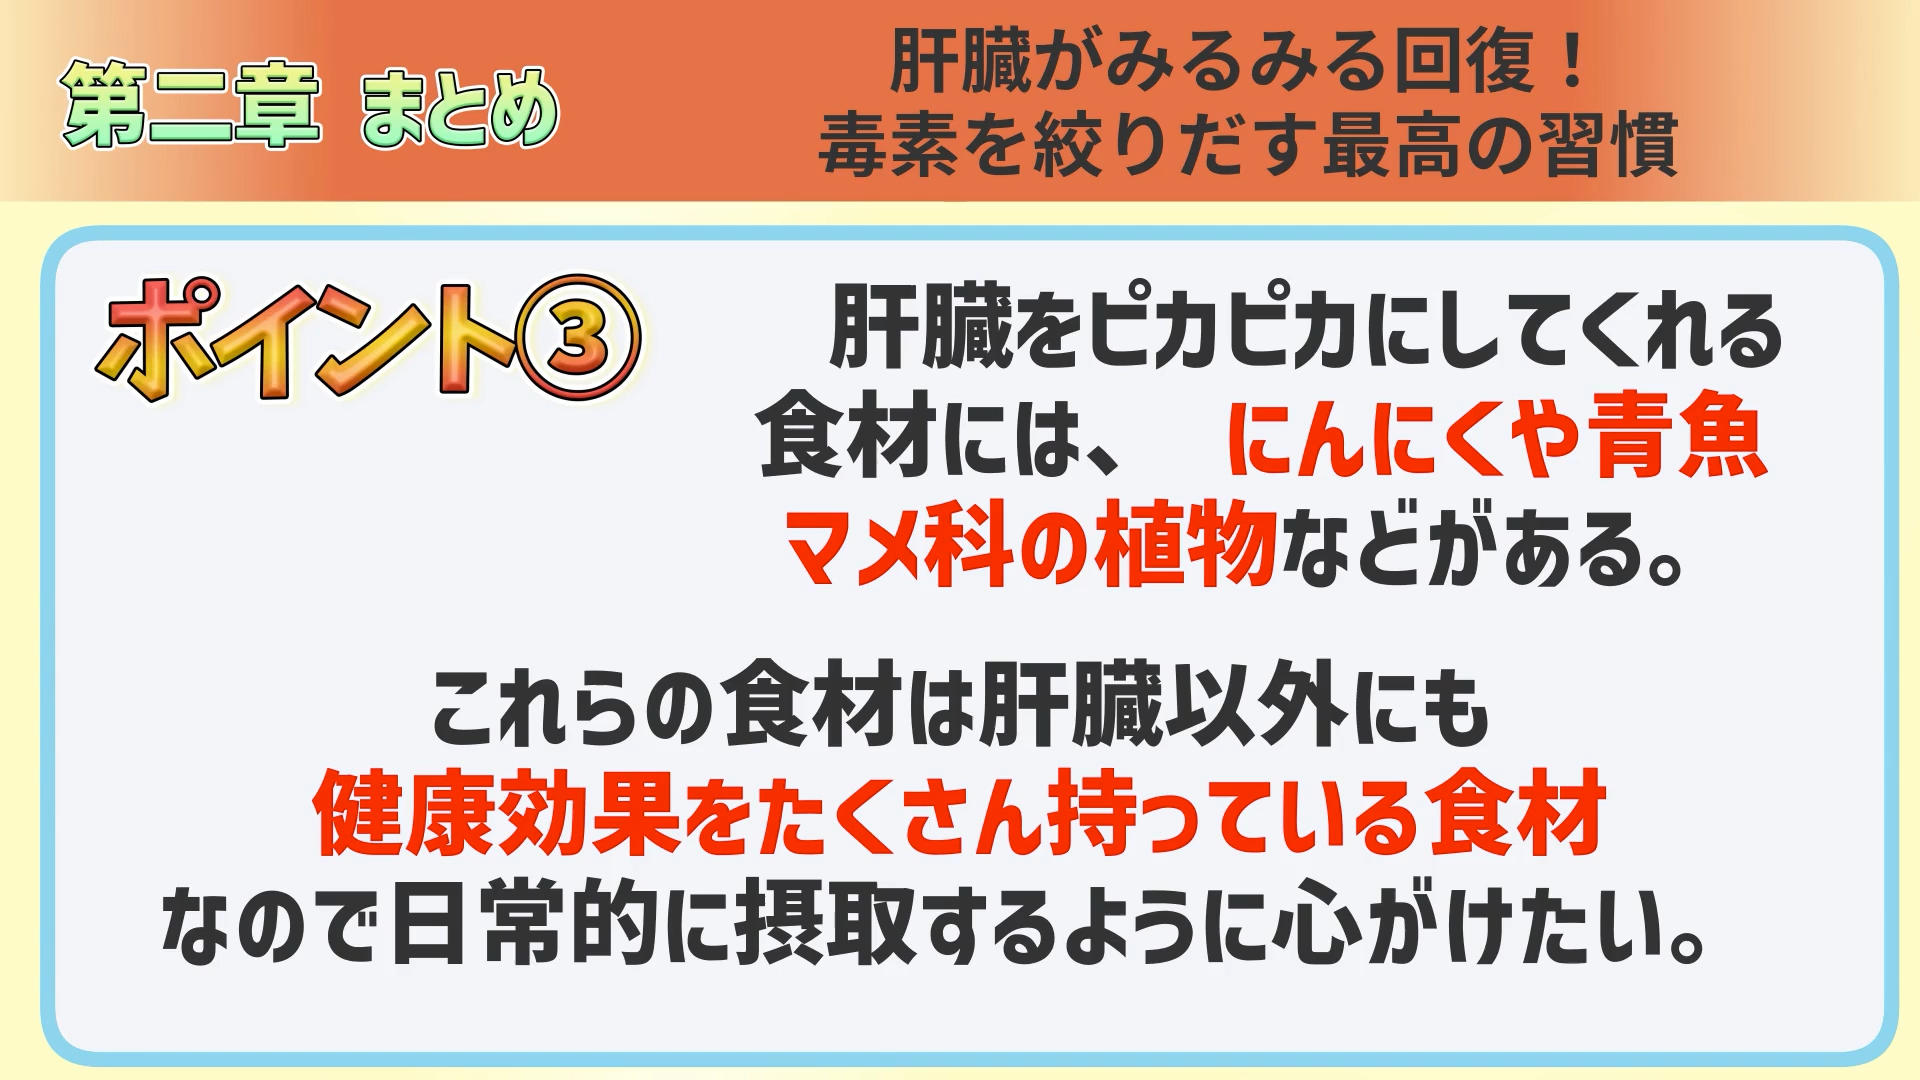 第二章 まとめ
肝臓がみるみる回復！
毒素を絞りだす最高の習慣
ポイント③
肝臓をピカピカにしてくれる
食材には、 にんにくや青魚
マメ科の植物などがある。
これらの食材は肝臓以外にも
健康効果をたくさん持っている食材
なので日常的に摂取するように心がけたい。